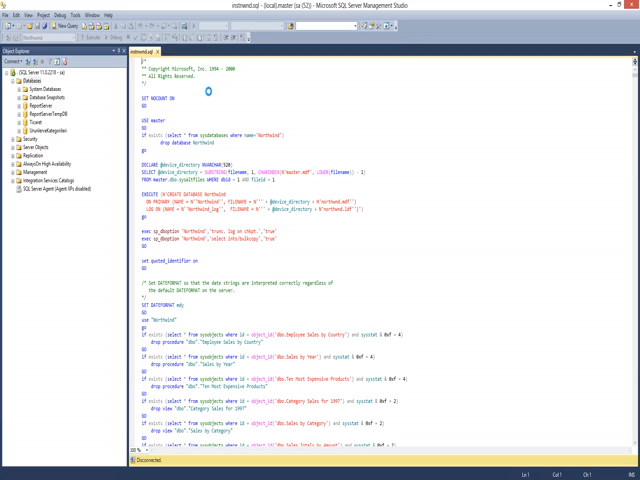 instnwnd.sql - (local).master (sa (52)) - Microsoft SQL Server Management Studio
File Edit View Project Debug Tools Window Help
New Query
Northwind
Execute Debug
Object Explorer
Connect
(SQL Server 11.0.2218 - sa)
Databases
System Databases
Database Snapshots
ReportServer
ReportServerTempDB
Ticaret
UrunlerveKategorileri
Security
Server Objects
Replication
AlwaysOn High Availability
Management
Integration Services Catalogs
SQL Server Agent (Agent XPs disabled)
instnwnd.sql
/*
** Copyright Microsoft, Inc. 1994 - 2000
** All Rights Reserved.
*/
SET NOCOUNT ON
GO
USE master
GO
if exists (select * from sysdatabases where name='Northwind')
drop database Northwind
go
DECLARE @device_directory NVARCHAR(520)
SELECT @device_directory = SUBSTRING(filename, 1, CHARINDEX(N'master.mdf', LOWER(filename)) - 1)
FROM master.dbo.sysaltfiles WHERE dbid = 1 AND fileid = 1
EXECUTE (N'CREATE DATABASE Northwind
ON PRIMARY (NAME = N''Northwind'', FILENAME = N''' + @device_directory + N'northwnd.mdf'')
LOG ON (NAME = N''Northwind_log'', FILENAME = N''' + @device_directory + N'northwnd.ldf'')')
go
exec sp_dboption 'Northwind','trunc. log on chkpt.','true'
exec sp_dboption 'Northwind','select into/bulkcopy','true'
GO
set quoted_identifier on
GO
/* Set DATEFORMAT so that the date strings are interpreted correctly regardless of
the default DATEFORMAT on the server.
*/
SET DATEFORMAT mdy
GO
use "Northwind"
go
if exists (select * from sysobjects where id = object_id('dbo.Employee Sales by Country') and sysstat & 0xf = 4)
drop procedure "dbo"."Employee Sales by Country"
GO
if exists (select * from sysobjects where id = object_id('dbo.Sales by Year') and sysstat & 0xf = 4)
drop procedure "dbo"."Sales by Year"
GO
if exists (select * from sysobjects where id = object_id('dbo.Ten Most Expensive Products') and sysstat & 0xf = 4)
drop procedure "dbo"."Ten Most Expensive Products"
GO
if exists (select * from sysobjects where id = object_id('dbo.Category Sales for 1997') and sysstat & 0xf = 2)
drop view "dbo"."Category Sales for 1997"
GO
if exists (select * from sysobjects where id = object_id('dbo.Sales by Category') and sysstat & 0xf = 2)
drop view "dbo"."Sales by Category"
GO
if exists (select * from sysobjects where id = object_id('dbo.Sales Totals by Amount') and sysstat & 0xf = 2)
100 %
Disconnected.
Ln 1 Col 1 Ch 1 INS